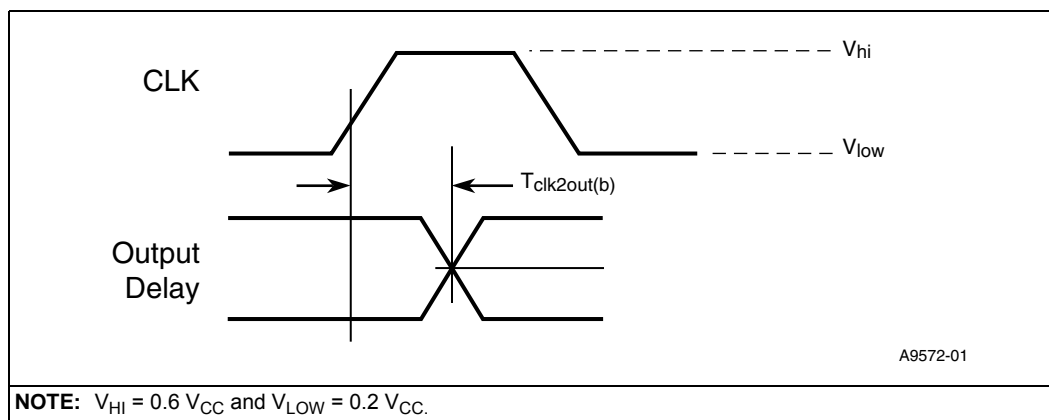 CLK
Vhi
Vlow
Tclk2out(b)
Output
Delay
A9572-01
NOTE: VHI = 0.6 VCC and VLOW = 0.2 VCC.